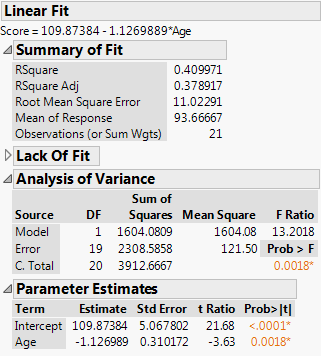 Linear Fit
Score = 109.87384 - 1.1269889*Age
Summary of Fit
RSquare 0.409971
RSquare Adj 0.378917
Root Mean Square Error 11.02291
Mean of Response 93.66667
Observations (or Sum Wgts) 21
Lack Of Fit
Analysis of Variance
Sum of
Source DF Squares Mean Square F Ratio
Model 1 1604.0809 1604.08 13.2018
Error 19 2308.5858 121.50 Prob > F
C. Total 20 3912.6667 0.0018*
Parameter Estimates
Term Estimate Std Error t Ratio Prob>|t|
Intercept 109.87384 5.067802 21.68 <.0001*
Age -1.126989 0.310172 -3.63 0.0018*